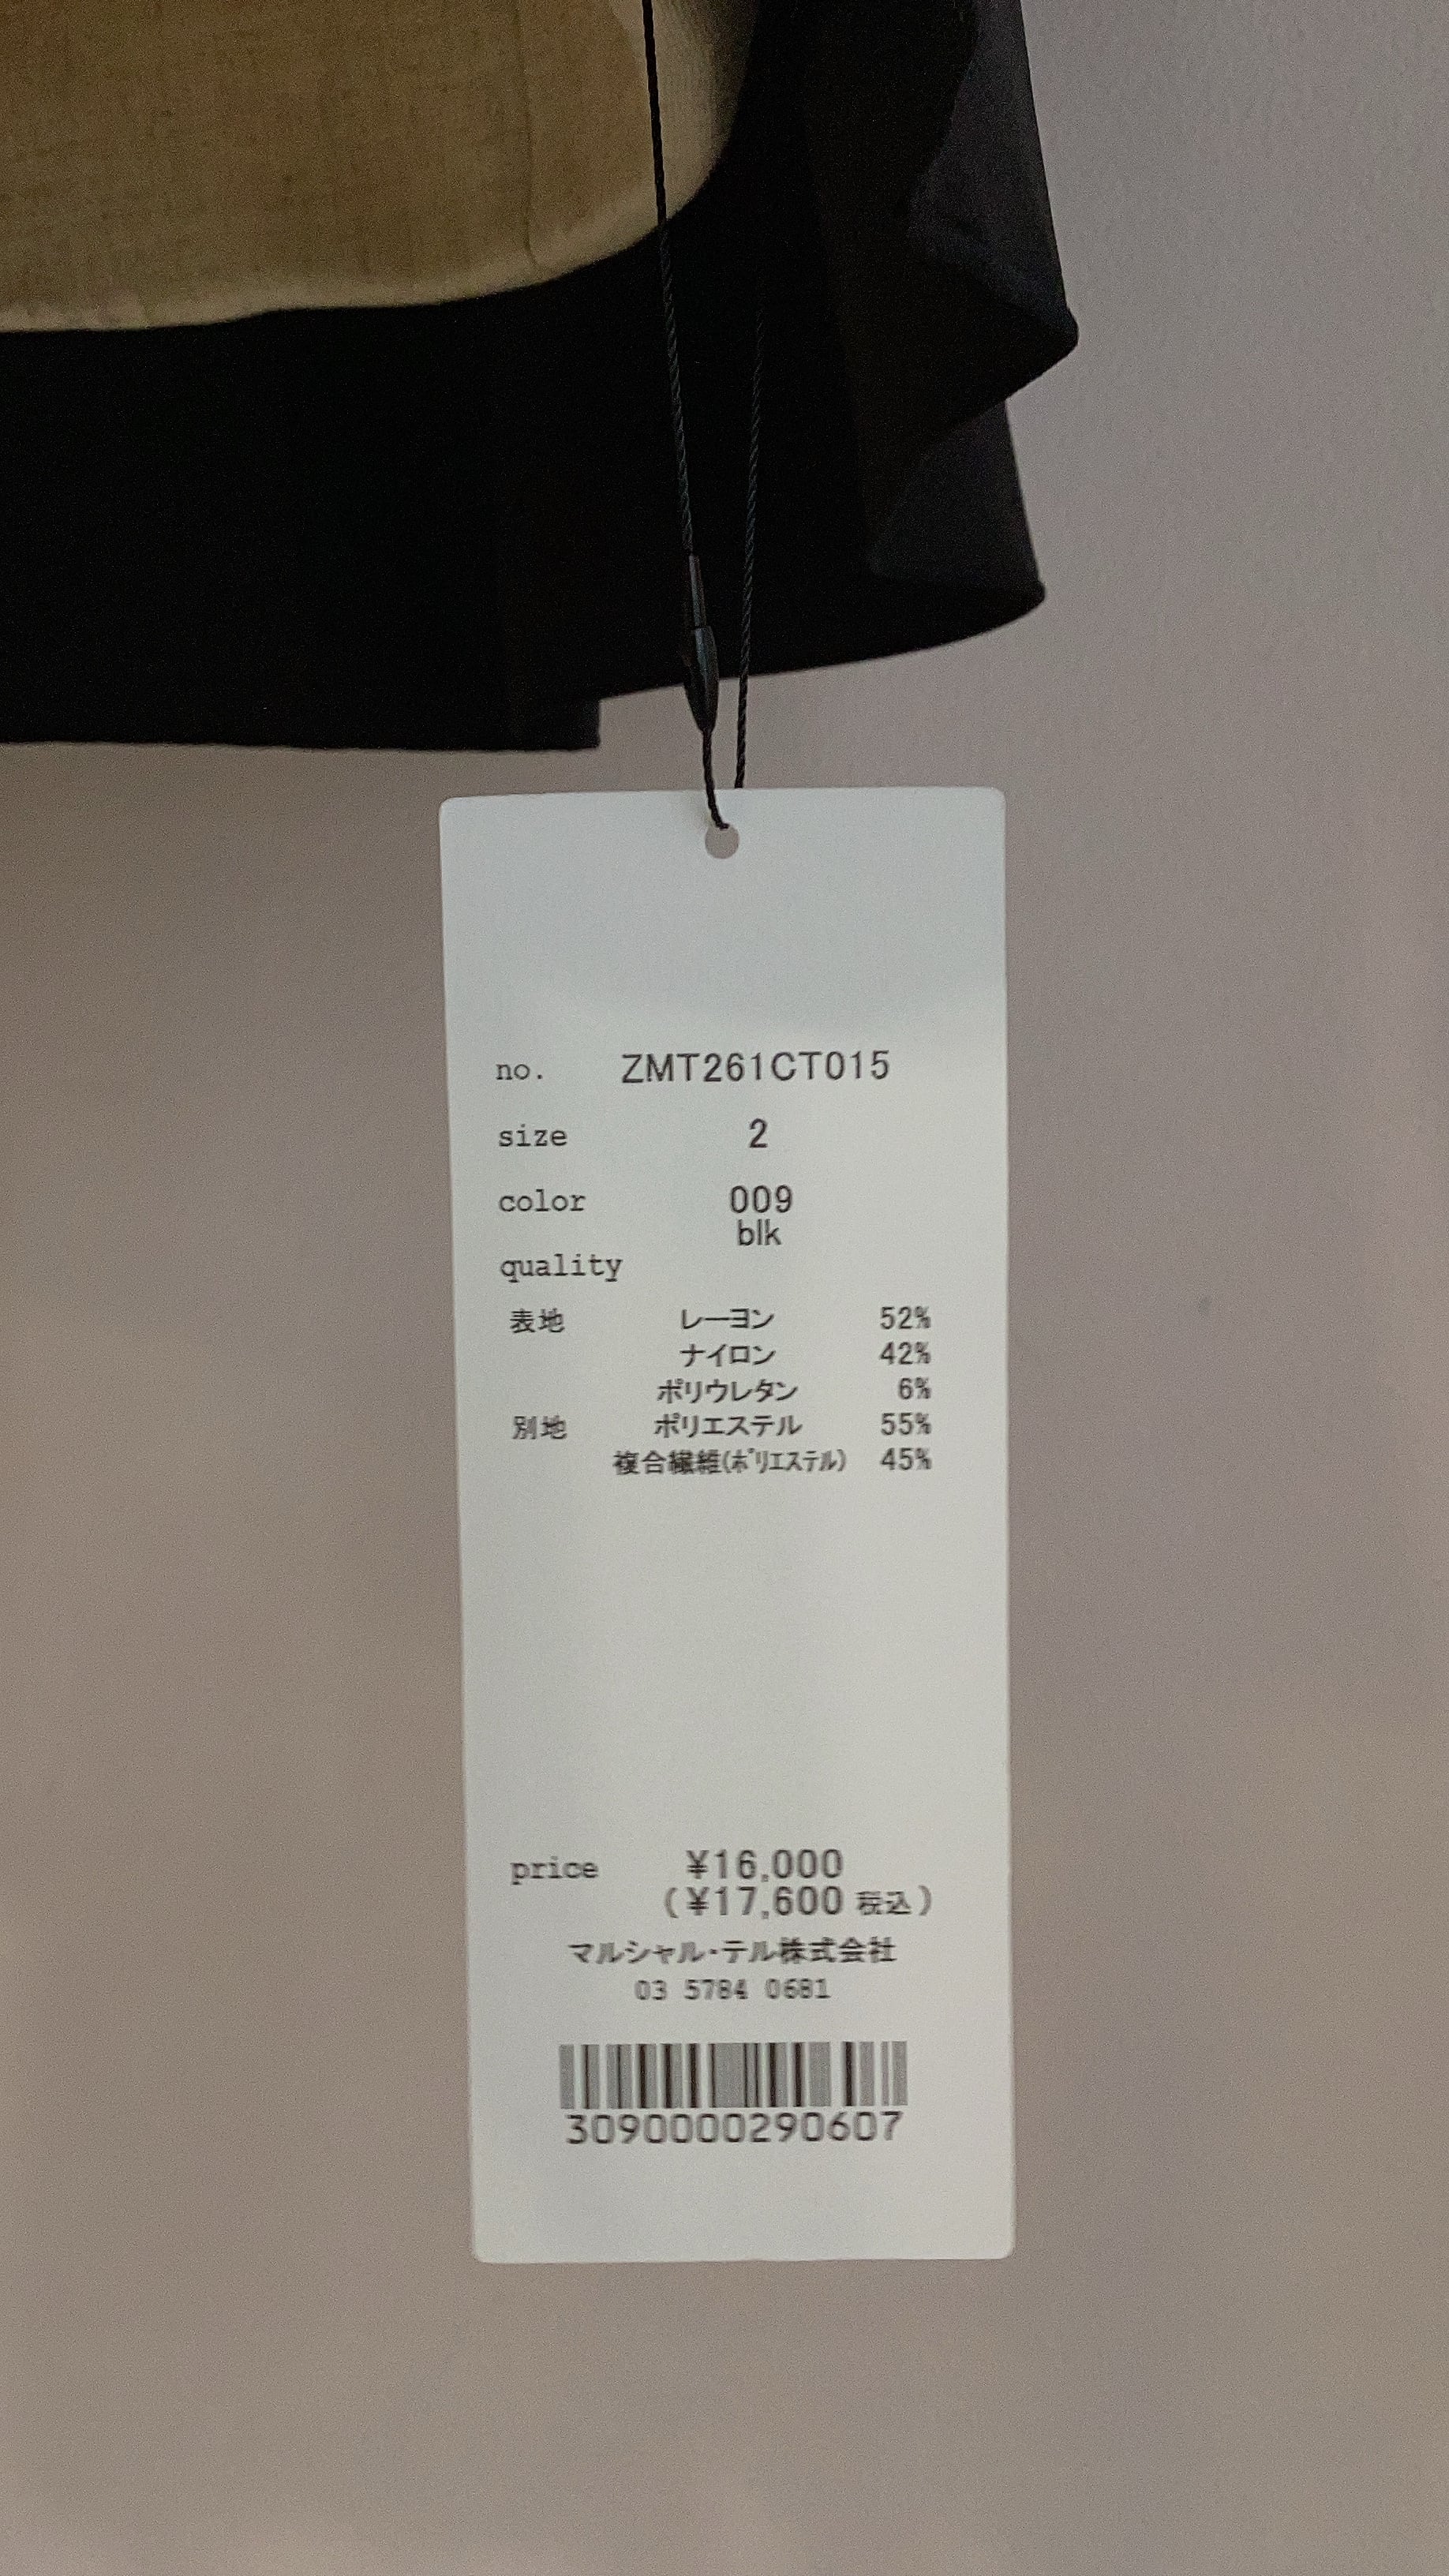 no. ZMT261CT015
size 2
color 009
blk
quality
表地 レーヨン 52%
ナイロン 42%
ポリウレタン 6%
別地 ポリエステル 55%
複合繊維(ﾎﾟﾘｴｽﾃﾙ) 45%
price ¥16,000
(¥17,600 税込)
マルシャル・テル株式会社
03 5784 0681
3090000290607